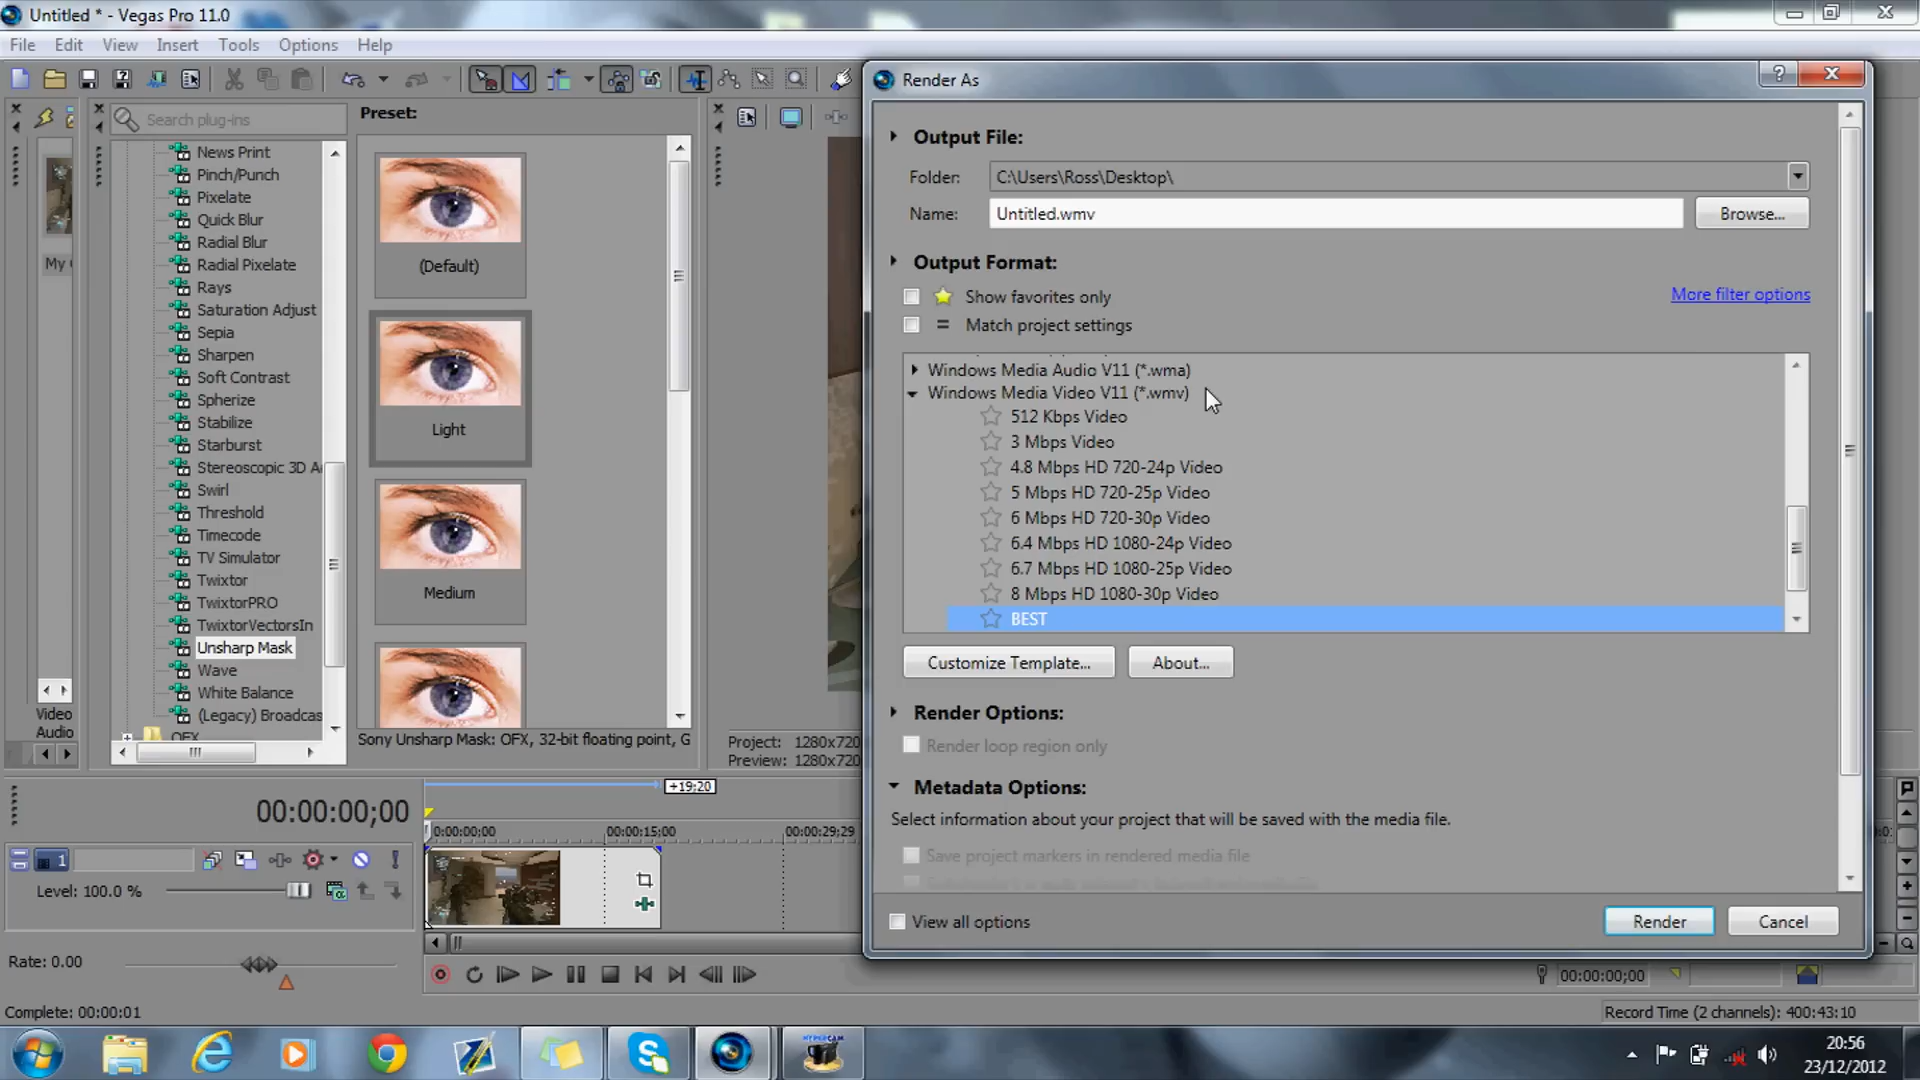 Untitled * - Vegas Pro 11.0
File Edit View Insert Tools Options Help
Search plug-ins
News Print
Pinch/Punch
Pixelate
Quick Blur
Radial Blur
Radial Pixelate
Rays
Saturation Adjust
Sepia
Sharpen
Soft Contrast
Spherize
Stabilize
Starburst
Stereoscopic 3D A
Swirl
Threshold
Timecode
TV Simulator
Twixtor
TwixtorPRO
TwixtorVectorsIn
Unsharp Mask
Wave
White Balance
(Legacy) Broadcas
OFX
My
Video
Audio
Preset:
(Default)
Light
Medium
Sony Unsharp Mask: OFX, 32-bit floating point, G
Project: 1280x720
Preview: 1280x720
Render As
Output File:
Folder: C:\Users\Ross\Desktop\
Name: Untitled.wmv Browse...
Output Format:
Show favorites only More filter options
= Match project settings
Windows Media Audio V11 (*.wma)
Windows Media Video V11 (*.wmv)
512 Kbps Video
3 Mbps Video
4.8 Mbps HD 720-24p Video
5 Mbps HD 720-25p Video
6 Mbps HD 720-30p Video
6.4 Mbps HD 1080-24p Video
6.7 Mbps HD 1080-25p Video
8 Mbps HD 1080-30p Video
BEST
Customize Template... About...
Render Options:
Render loop region only
Metadata Options:
Select information about your project that will be saved with the media file.
Save project markers in rendered media file
View all options Render Cancel
+19;20
00:00:00;00
0:00:00;00 00:00:15;00 00:00:29;29
1
Level: 100.0 %
Rate: 0.00
00:00:00;00
Complete: 00:00:01
Record Time (2 channels): 400:43:10
HYPERCAM
20:56
23/12/2012